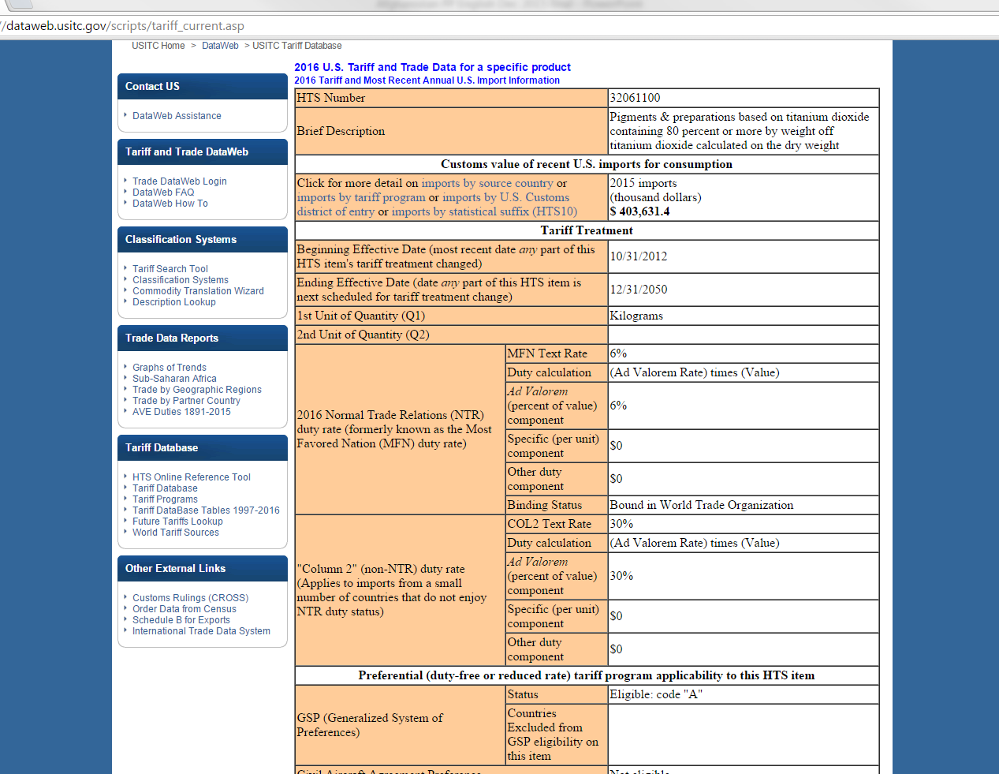 //dataweb.usitc.gov/scripts/tariff_current.asp
USITC Home > DataWeb > USITC Tariff Database
Contact US
DataWeb Assistance
Tariff and Trade DataWeb
Trade DataWeb Login
DataWeb FAQ
DataWeb How To
Classification Systems
Tariff Search Tool
Classification Systems
Commodity Translation Wizard
Description Lookup
Trade Data Reports
Graphs of Trends
Sub-Saharan Africa
Trade by Geographic Regions
Trade by Partner Country
AVE Duties 1891-2015
Tariff Database
HTS Online Reference Tool
Tariff Database
Tariff Programs
Tariff DataBase Tables 1997-2016
Future Tariffs Lookup
World Tariff Sources
Other External Links
Customs Rulings (CROSS)
Order Data from Census
Schedule B for Exports
International Trade Data System
2016 U.S. Tariff and Trade Data for a specific product
2016 Tariff and Most Recent Annual U.S. Import Information
HTS Number
32061100
Brief Description
Pigments & preparations based on titanium dioxide
containing 80 percent or more by weight off
titanium dioxide calculated on the dry weight
Customs value of recent U.S. imports for consumption
Click for more detail on imports by source country or
imports by tariff program or imports by U.S. Customs
district of entry or imports by statistical suffix (HTS10)
2015 imports
(thousand dollars)
$ 403,631.4
Tariff Treatment
Beginning Effective Date (most recent date any part of this
HTS item's tariff treatment changed)
10/31/2012
Ending Effective Date (date any part of this HTS item is
next scheduled for tariff treatment change)
12/31/2050
1st Unit of Quantity (Q1)
Kilograms
2nd Unit of Quantity (Q2)
2016 Normal Trade Relations (NTR)
duty rate (formerly known as the Most
Favored Nation (MFN) duty rate)
MFN Text Rate
6%
Duty calculation
(Ad Valorem Rate) times (Value)
Ad Valorem
(percent of value)
component
6%
Specific (per unit)
component
$0
Other duty
component
$0
Binding Status
Bound in World Trade Organization
"Column 2" (non-NTR) duty rate
(Applies to imports from a small
number of countries that do not enjoy
NTR duty status)
COL2 Text Rate
30%
Duty calculation
(Ad Valorem Rate) times (Value)
Ad Valorem
(percent of value)
component
30%
Specific (per unit)
component
$0
Other duty
component
$0
Preferential (duty-free or reduced rate) tariff program applicability to this HTS item
GSP (Generalized System of
Preferences)
Status
Eligible: code "A"
Countries
Excluded from
GSP eligibility on
this item
Civil Aircraft Agreement Preference
Not eligible